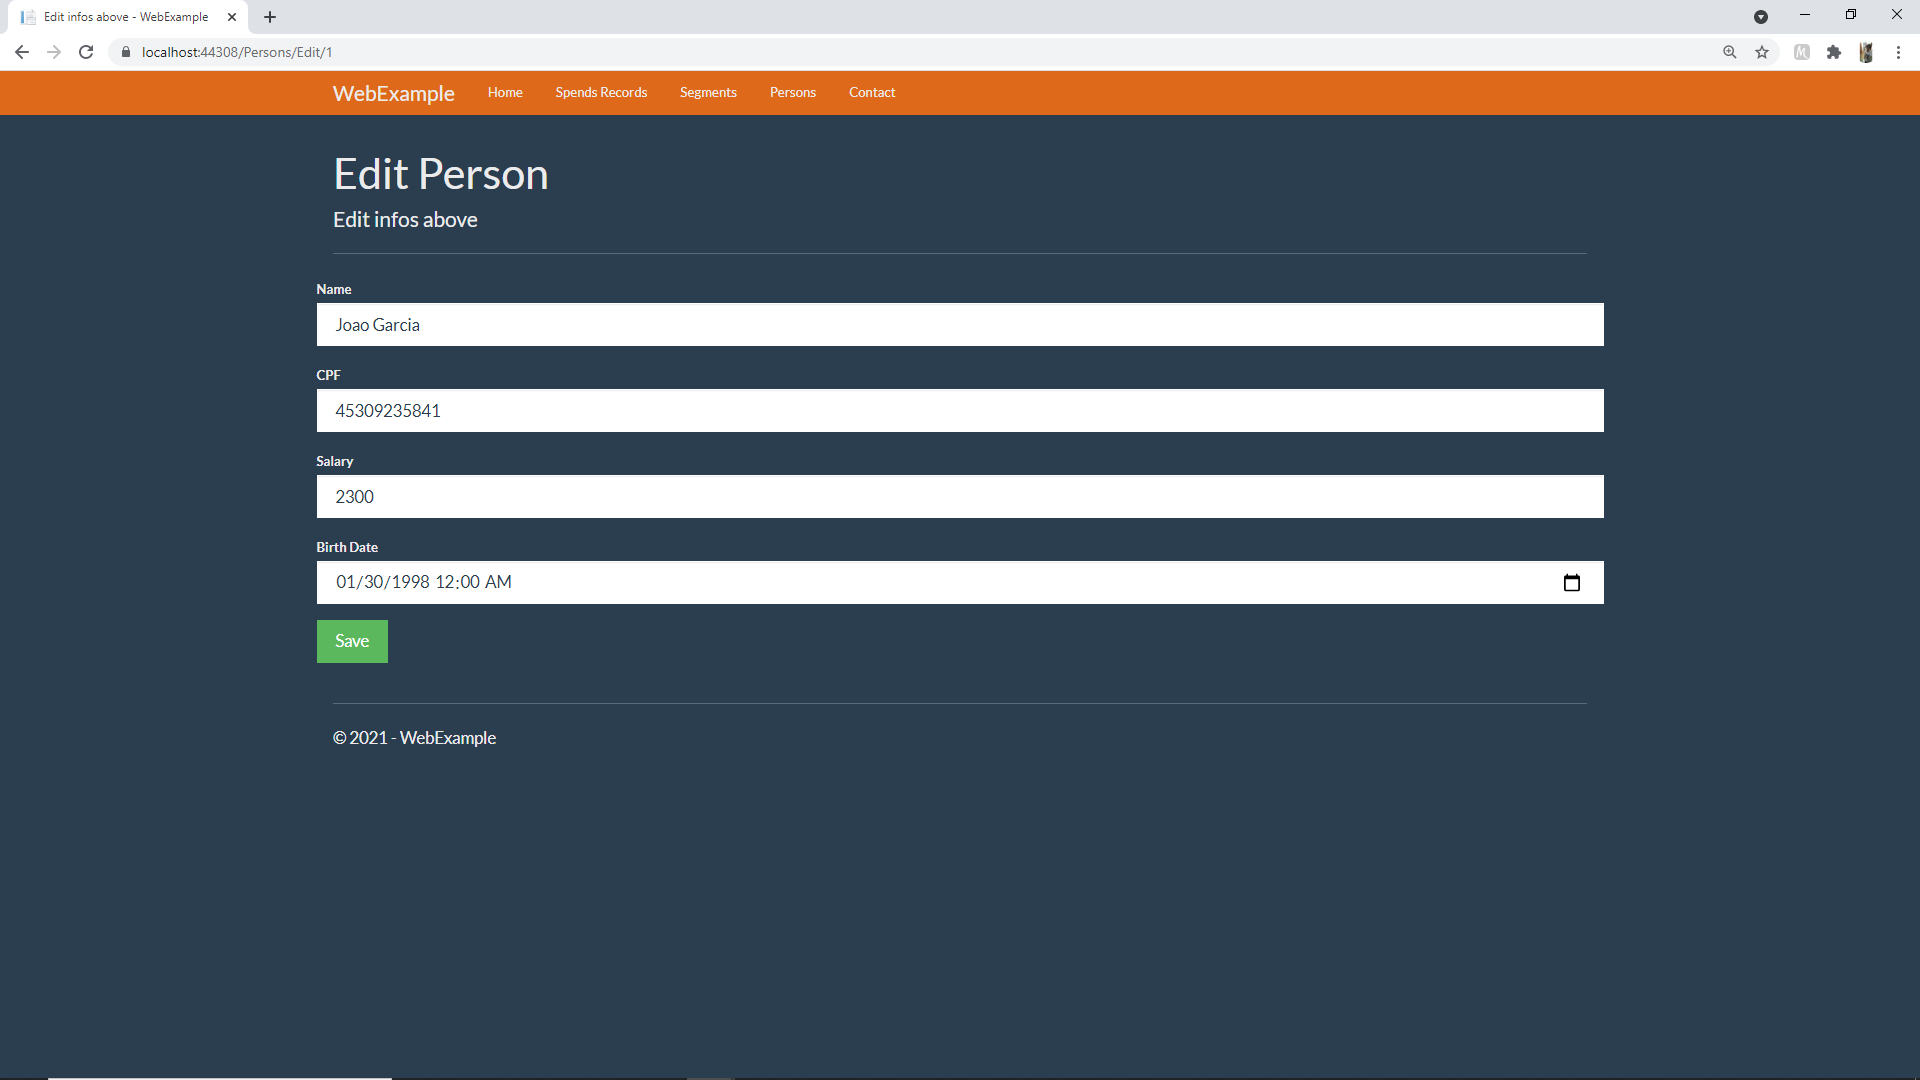 Edit infos above - WebExample
localhost:44308/Persons/Edit/1
WebExample Home Spends Records Segments Persons Contact
Edit Person
Edit infos above
Name
Joao Garcia
CPF
45309235841
Salary
2300
Birth Date
01/30/1998 12:00 AM
Save
© 2021 - WebExample